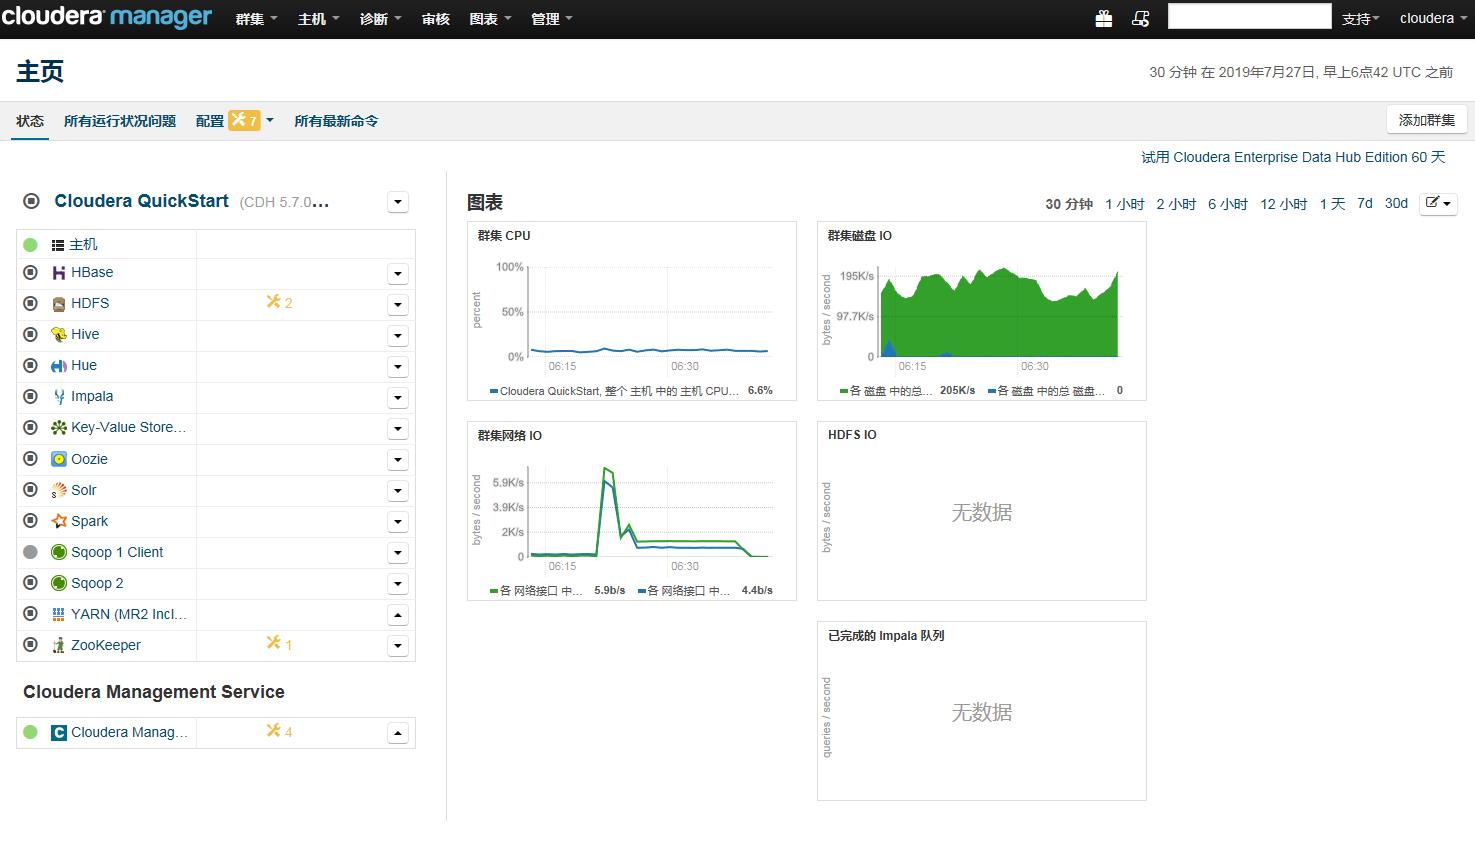 cloudera manager 群集 主机 诊断 审核 图表 管理 支持 cloudera
主页
30 分钟 在 2019年7月27日, 早上6点42 UTC 之前
状态 所有运行状况问题 配置 7 所有最新命令 添加群集
试用 Cloudera Enterprise Data Hub Edition 60 天
Cloudera QuickStart (CDH 5.7.0...
主机
HBase
HDFS 2
Hive
Hue
Impala
Key-Value Store...
Oozie
Solr
Spark
Sqoop 1 Client
Sqoop 2
YARN (MR2 Incl...
ZooKeeper 1
Cloudera Management Service
Cloudera Manag... 4
图表
30 分钟 1 小时 2 小时 6 小时 12 小时 1 天 7d 30d
群集 CPU
percent
100%
50%
0%
06:15 06:30
Cloudera QuickStart, 整个 主机 中的 主机 CPU... 6.6%
群集磁盘 IO
bytes / second
195K/s
97.7K/s
0
06:15 06:30
各 磁盘 中的总... 205K/s 各 磁盘 中的总 磁盘... 0
群集网络 IO
bytes / second
5.9K/s
3.9K/s
2K/s
0
06:15 06:30
各 网络接口 中... 5.9b/s 各 网络接口 中... 4.4b/s
HDFS IO
bytes / second
无数据
已完成的 Impala 队列
queries / second
无数据